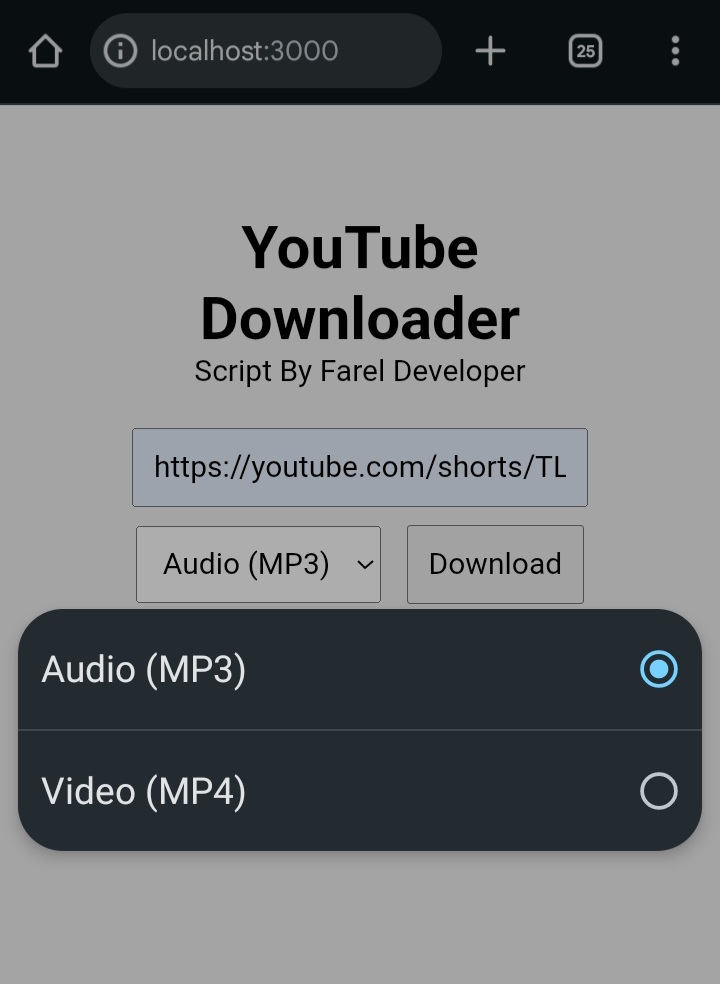 localhost:3000
25
YouTube
Downloader
Script By Farel Developer
https://youtube.com/shorts/TL
Audio (MP3)
Download
Audio (MP3)
Video (MP4)